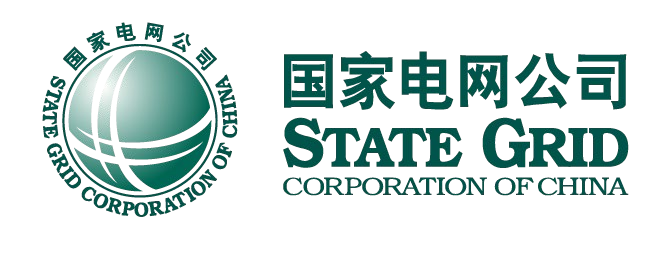 国家电网公司
STATE GRID CORPORATION OF CHINA
国家电网公司
STATE GRID
CORPORATION OF CHINA